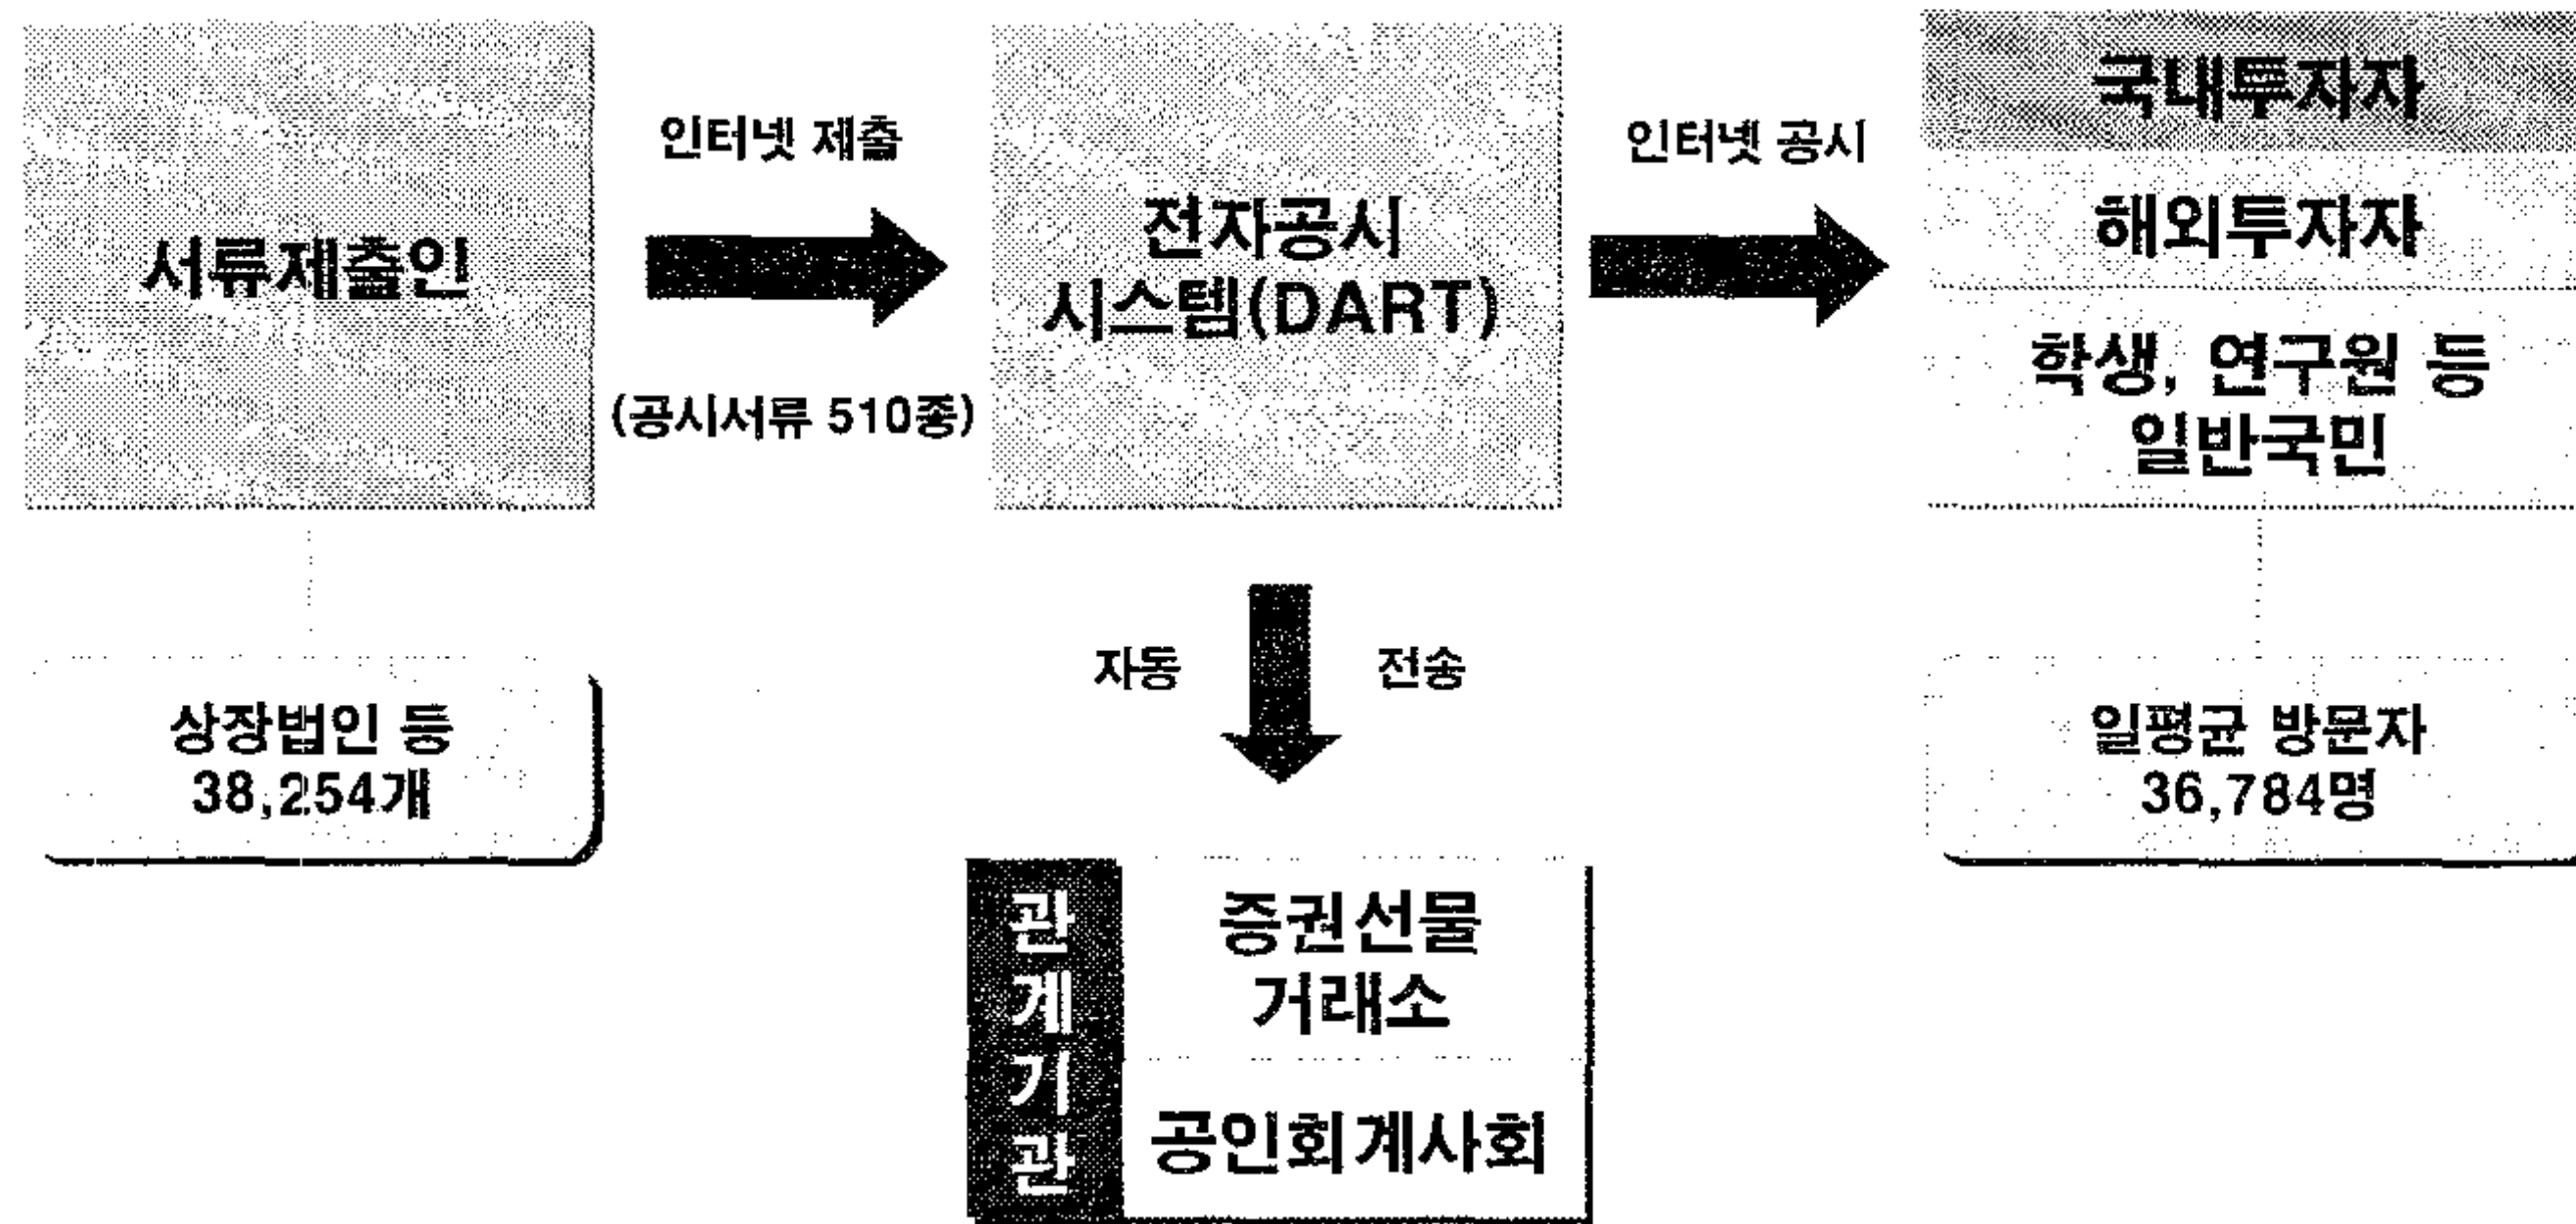 서류제출인
인터넷 제출
(공시서류 510종)
전자공시
시스템(DART)
인터넷 공시
국내투자자
해외투자자
학생, 연구원 등
일반국민
상장법인 등
38,254개
자동 전송
일평균 방문자
36,784명
관계기관
증권선물
거래소
공인회계사회